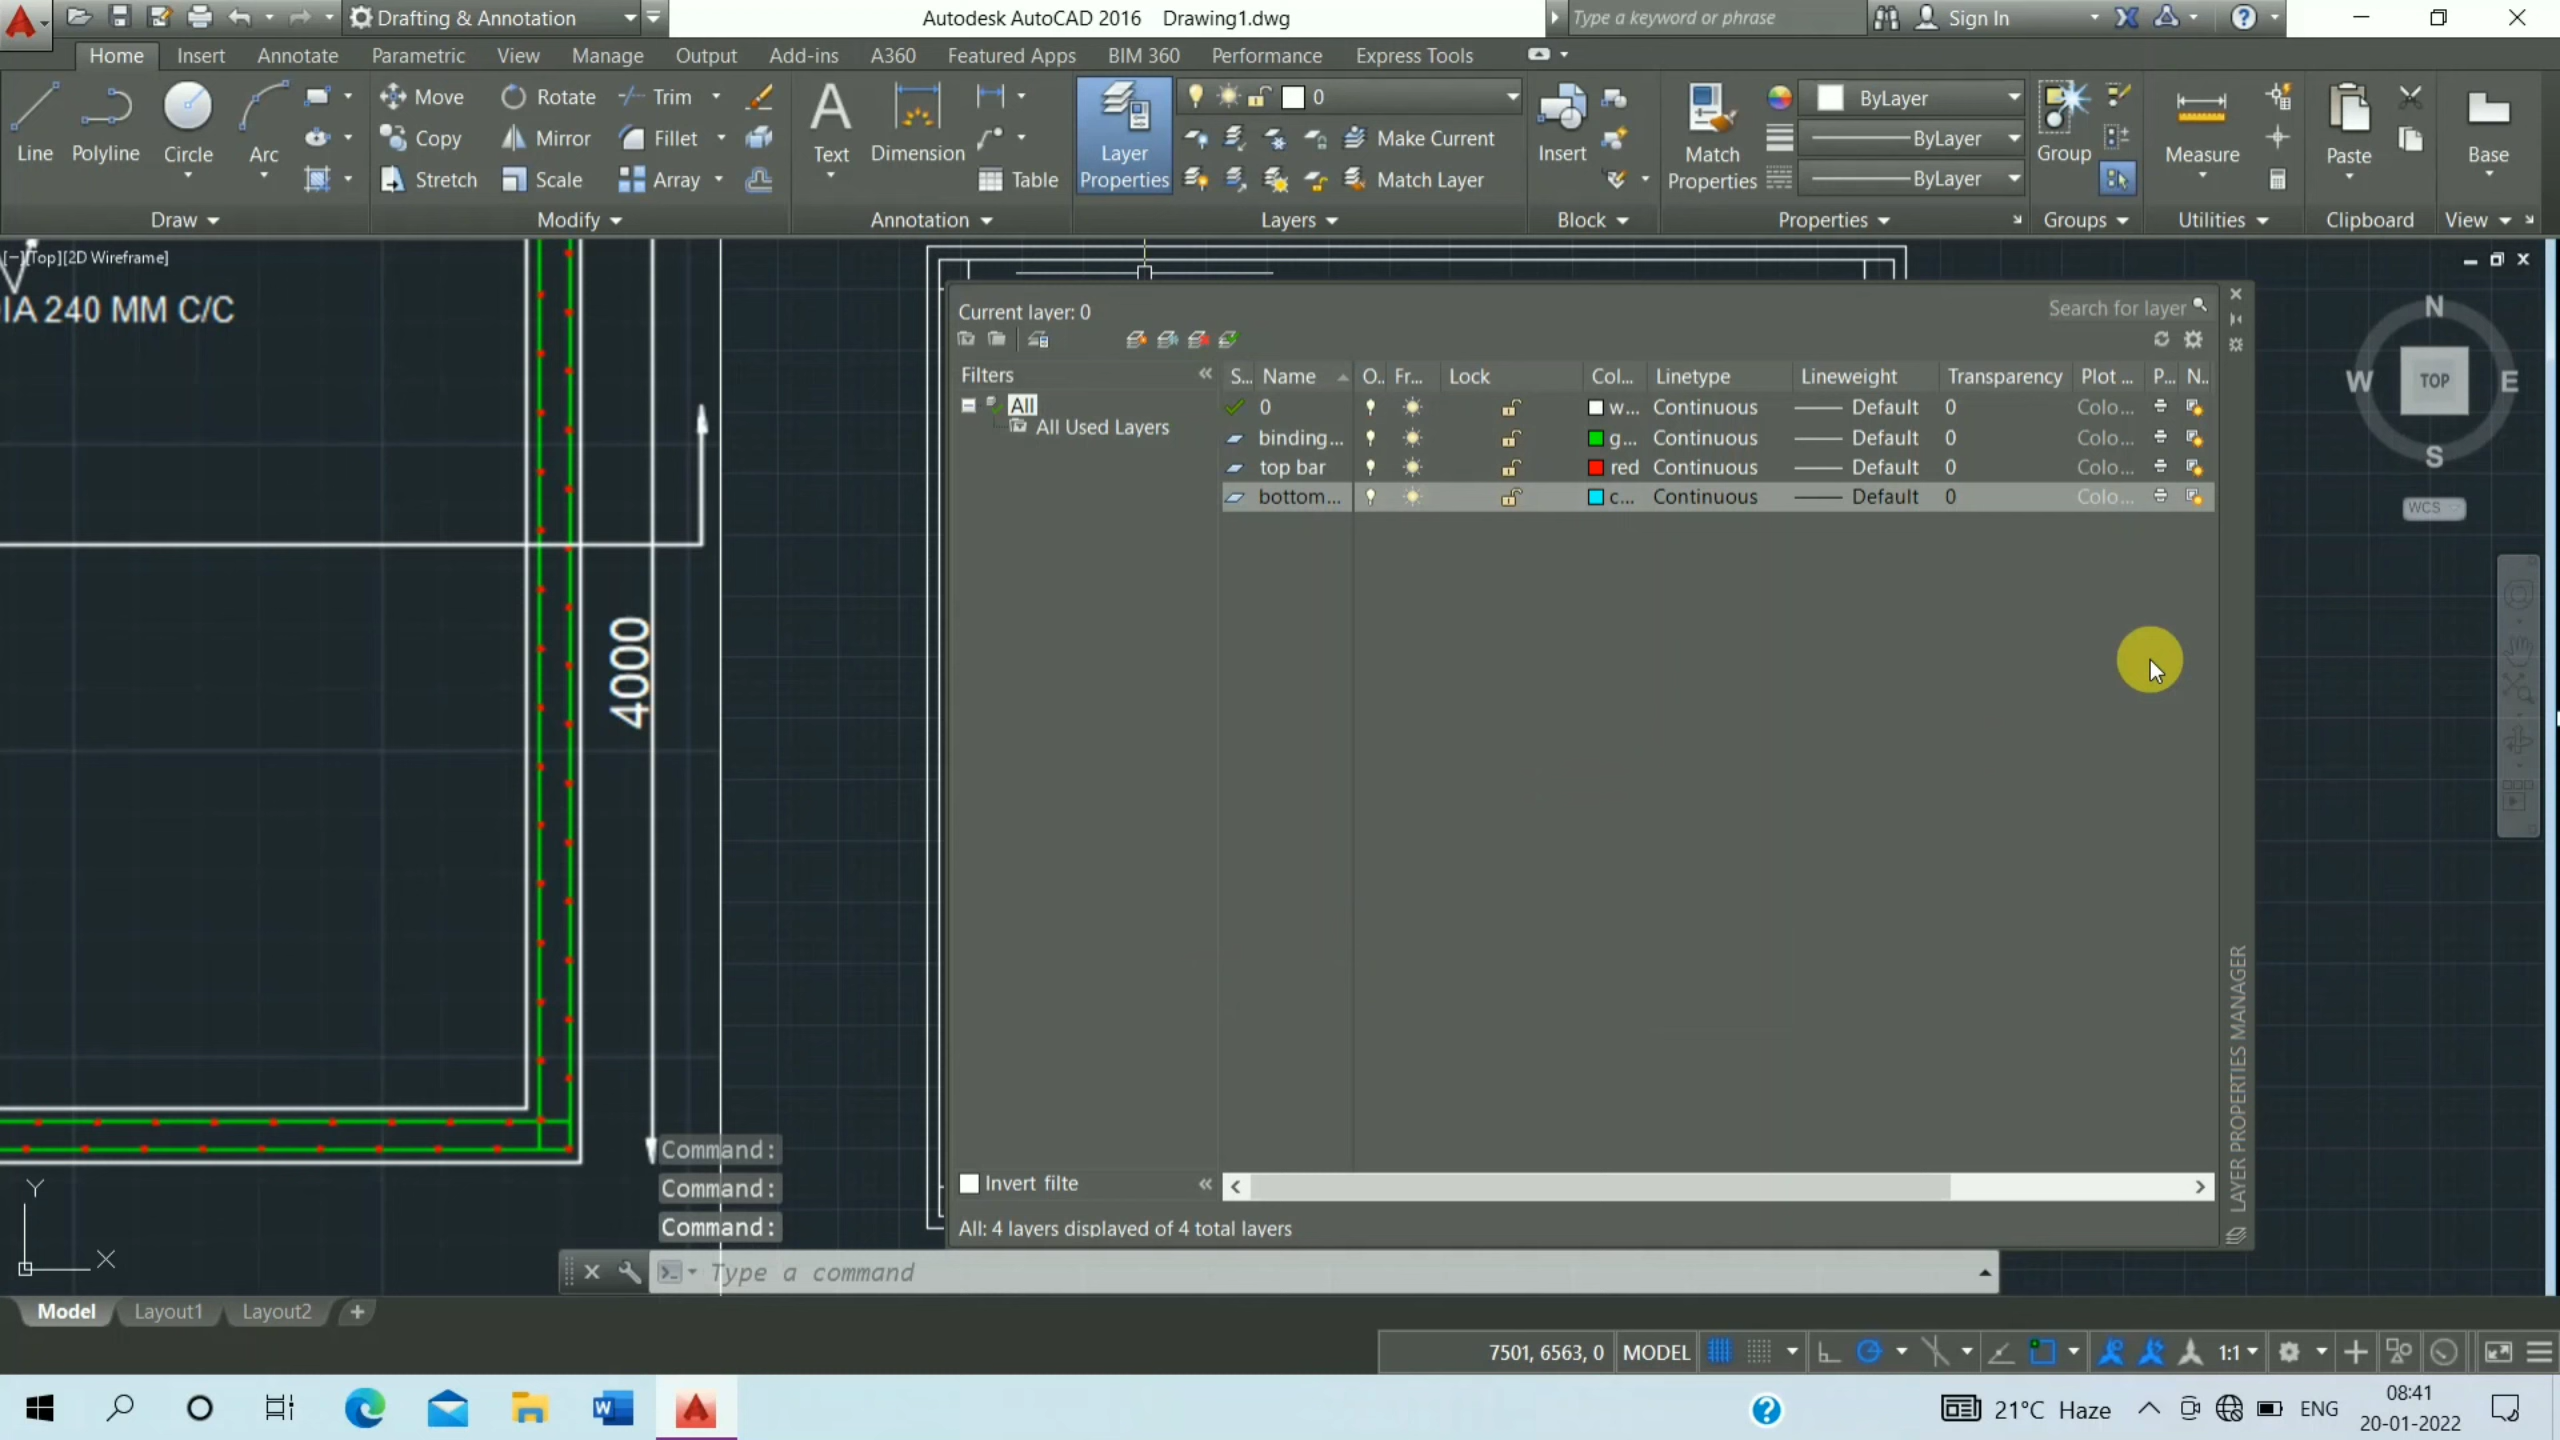 Drafting & Annotation
Autodesk AutoCAD 2016 Drawing1.dwg
Type a keyword or phrase
Sign In
Home Insert Annotate Parametric View Manage Output Add-ins A360 Featured Apps BIM 360 Performance Express Tools
Line Polyline Circle Arc
Move Rotate Trim
Copy Mirror Fillet
Stretch Scale Array
Text Dimension Table
Layer Properties
0
Make Current
Match Layer
Insert
Match Properties
ByLayer
ByLayer
ByLayer
Group
Measure
Paste
Base
Draw Modify Annotation Layers Block Properties Groups Utilities Clipboard View
[−][Top][2D Wireframe]
IA 240 MM C/C
4000
Current layer: 0
Search for layer
Filters
All
All Used Layers
S.. Name O.. Fr... Lock Col... Linetype Lineweight Transparency Plot ... P... N..
0 w... Continuous Default 0 Colo...
binding... g... Continuous Default 0 Colo...
top bar red Continuous Default 0 Colo...
bottom... c... Continuous Default 0 Colo...
Invert filte
All: 4 layers displayed of 4 total layers
LAYER PROPERTIES MANAGER
N
W TOP E
S
WCS
Command:
Command:
Command:
Type a command
Y
X
Model Layout1 Layout2
7501, 6563, 0 MODEL 1:1
21°C Haze
ENG
08:41
20-01-2022